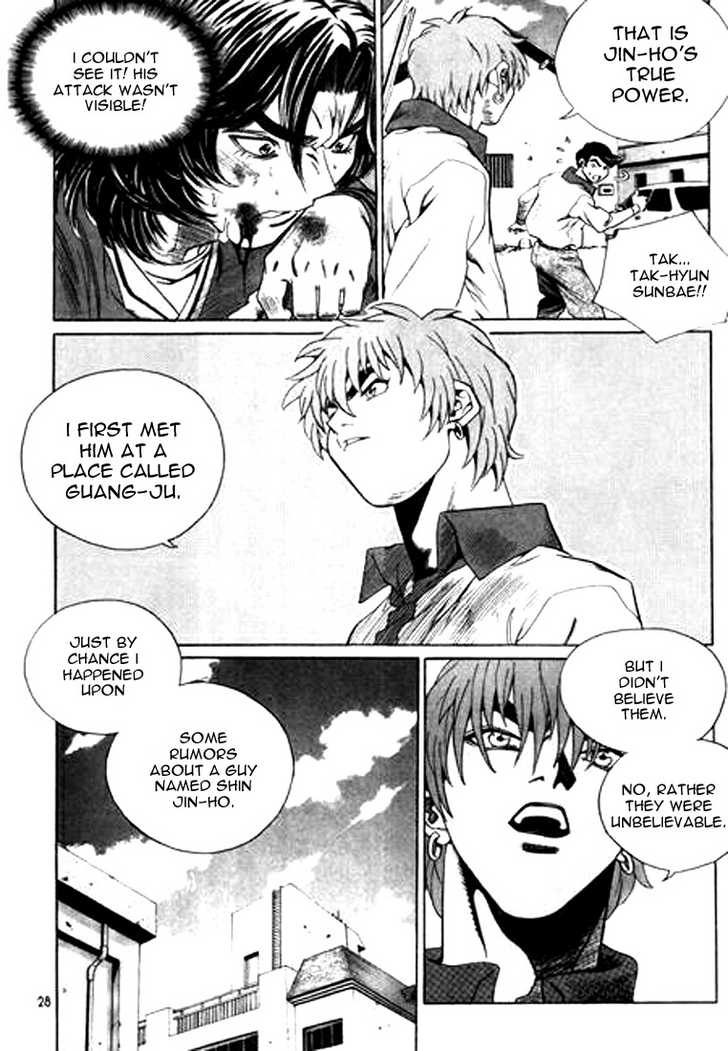 I COULDN'T
SEE IT! HIS
ATTACK WASN'T
VISIBLE!
THAT IS
JIN-HO'S
TRUE
POWER.
TAK...
TAK-HYUN
SUNBAE!!
I FIRST MET
HIM AT A
PLACE CALLED
GUANG-JU.
JUST BY
CHANCE I
HAPPENED
UPON
SOME
RUMORS
ABOUT A GUY
NAMED SHIN
JIN-HO.
BUT I
DIDN'T
BELIEVE
THEM.
NO, RATHER
THEY WERE
UNBELIEVABLE.
28